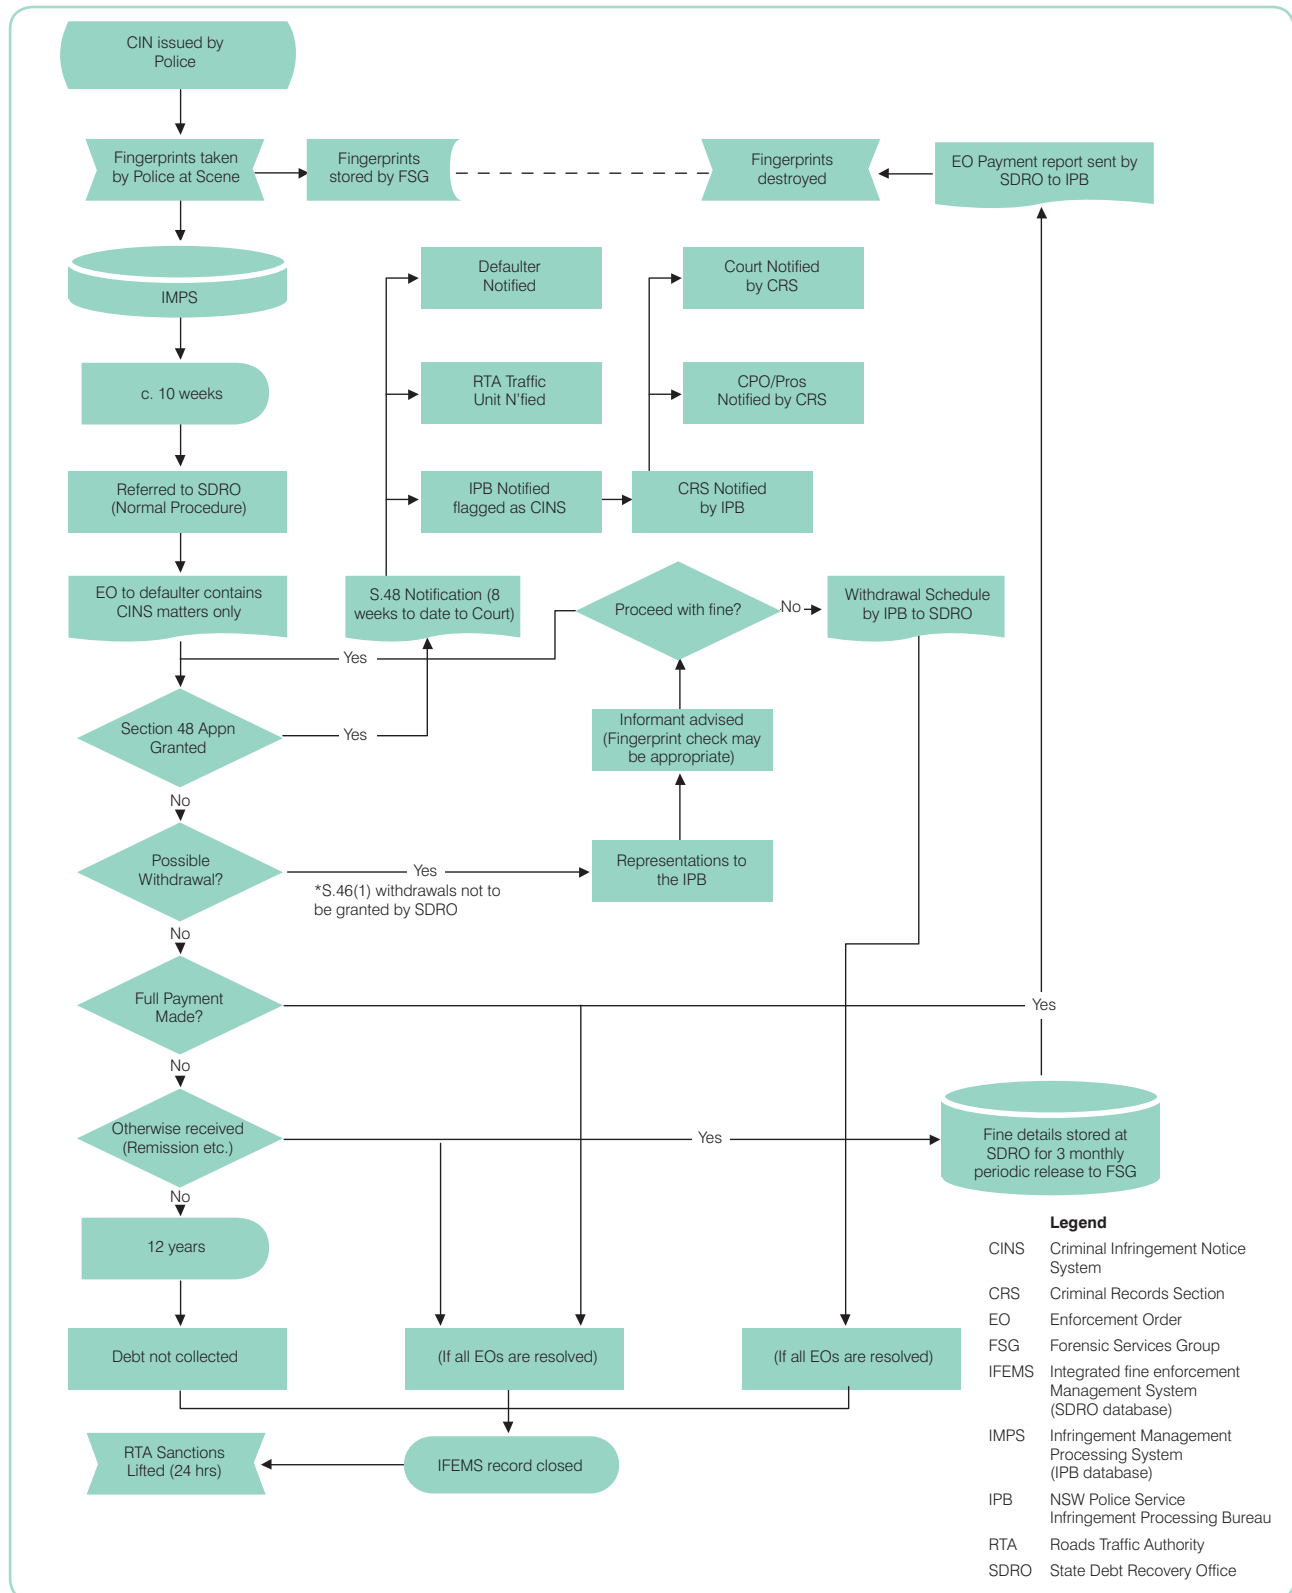 CIN issued by
Police
Fingerprints taken
by Police at Scene
Fingerprints
stored by FSG
Fingerprints
destroyed
EO Payment report sent by
SDRO to IPB
IMPS
Defaulter
Notified
Court Notified
by CRS
c. 10 weeks
RTA Traffic
Unit N'fied
CPO/Pros
Notified by CRS
Referred to SDRO
(Normal Procedure)
IPB Notified
flagged as CINS
CRS Notified
by IPB
EO to defaulter contains
CINS matters only
S.48 Notification (8
weeks to date to Court)
Proceed with fine?
No
Withdrawal Schedule
by IPB to SDRO
Yes
Section 48 Appn
Granted
Yes
Informant advised
(Fingerprint check may
be appropriate)
No
Possible
Withdrawal?
Yes
*S.46(1) withdrawals not to
be granted by SDRO
Representations to
the IPB
No
Full Payment
Made?
Yes
No
Otherwise received
(Remission etc.)
Yes
Fine details stored at
SDRO for 3 monthly
periodic release to FSG
No
12 years
Debt not collected
(If all EOs are resolved)
(If all EOs are resolved)
RTA Sanctions
Lifted (24 hrs)
IFEMS record closed
Legend
CINS Criminal Infringement Notice
System
CRS Criminal Records Section
EO Enforcement Order
FSG Forensic Services Group
IFEMS Integrated fine enforcement
Management System
(SDRO database)
IMPS Infringement Management
Processing System
(IPB database)
IPB NSW Police Service
Infringement Processing Bureau
RTA Roads Traffic Authority
SDRO State Debt Recovery Office